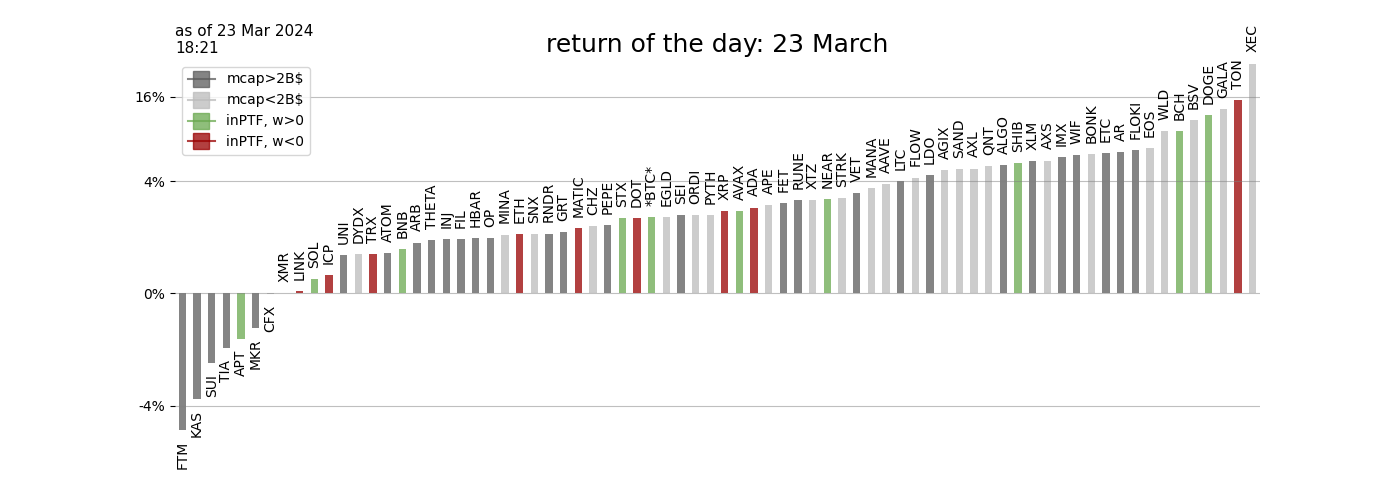 as of 23 Mar 2024
18:21
return of the day: 23 March
mcap>2B$
mcap<2B$
inPTF, w>0
inPTF, w<0
16%
4%
0%
-4%
FTM
KAS
SUI
TIA
APT
MKR
CFX
XMR
LINK
SOL
ICP
UNI
DYDX
TRX
ATOM
BNB
ARB
THETA
INJ
FIL
HBAR
OP
MINA
ETH
SNX
RNDR
GRT
MATIC
CHZ
PEPE
STX
DOT
*BTC*
EGLD
SEI
ORDI
PYTH
XRP
AVAX
ADA
APE
FET
RUNE
XTZ
NEAR
STRK
VET
MANA
AAVE
LTC
FLOW
LDO
AGIX
SAND
AXL
QNT
ALGO
SHIB
XLM
AXS
IMX
WIF
BONK
ETC
AR
FLOKI
EOS
WLD
BCH
BSV
DOGE
GALA
TON
XEC